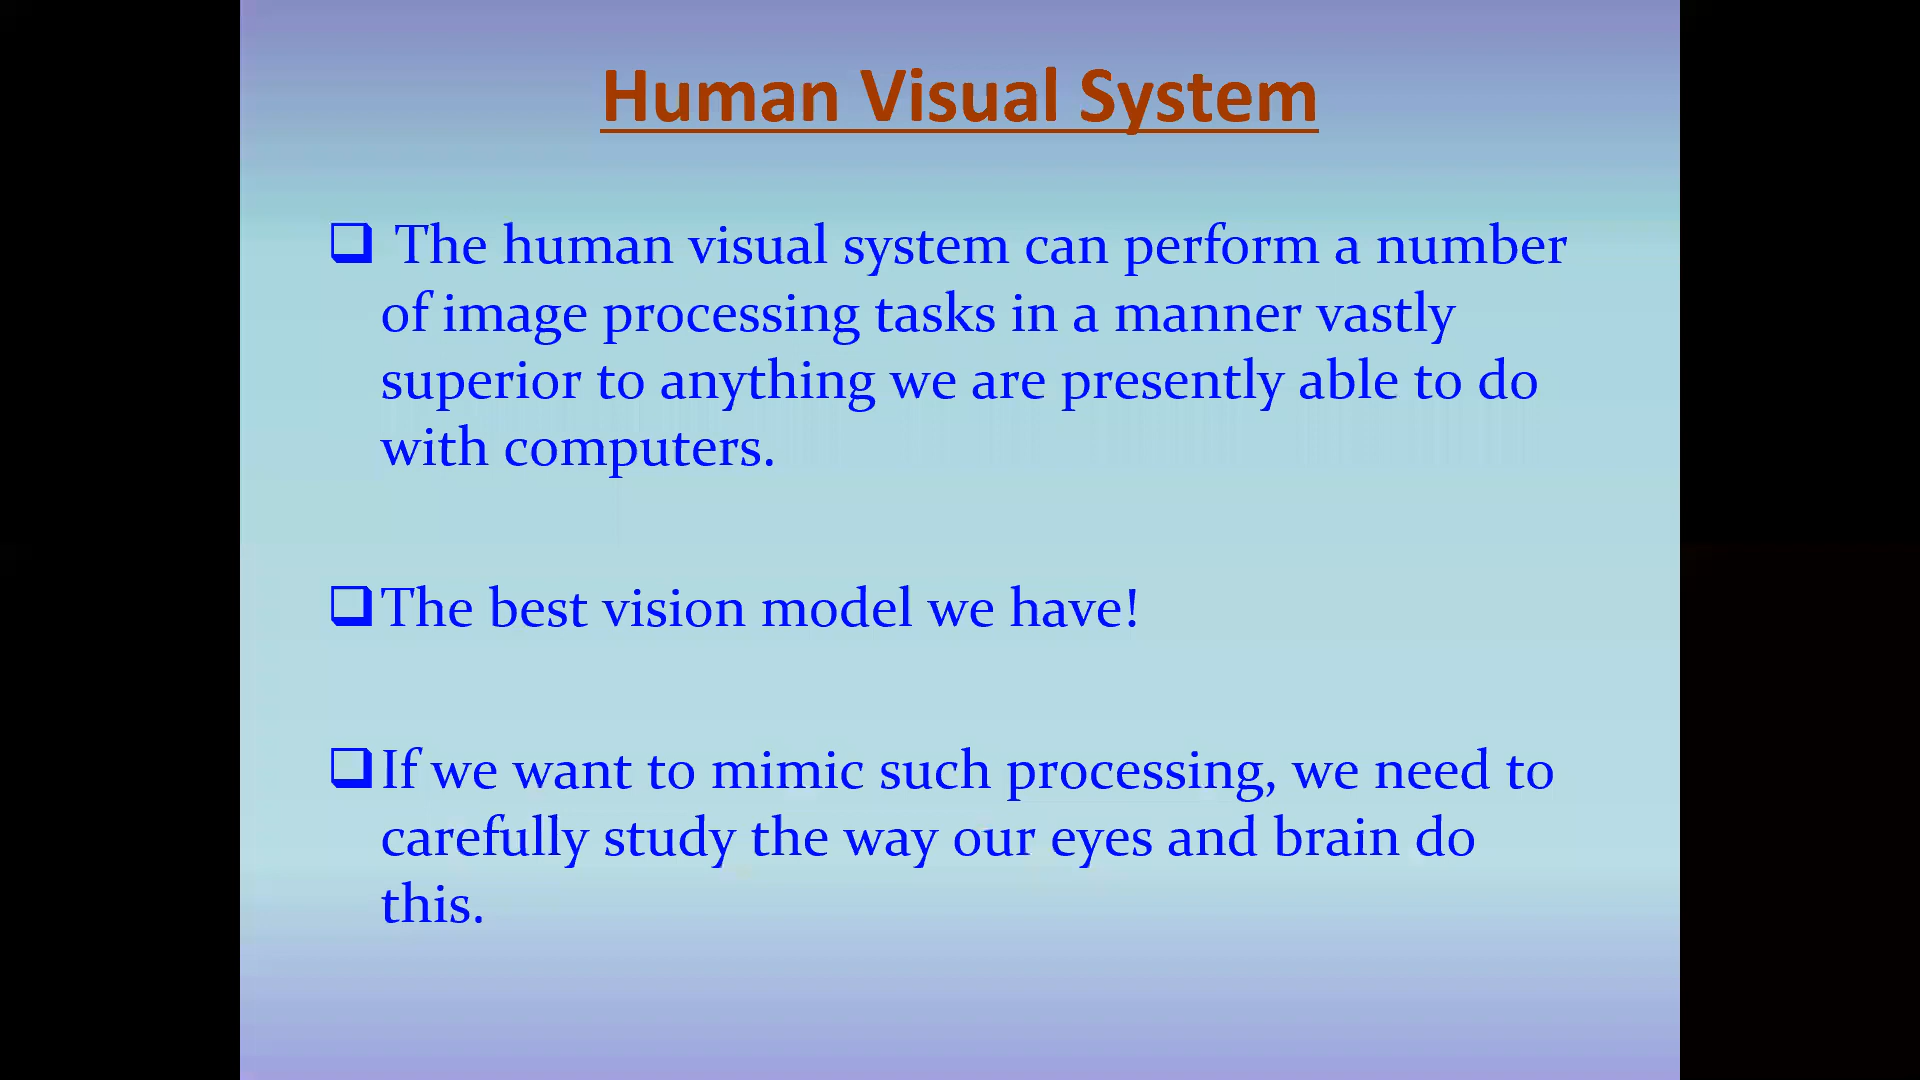 Human Visual System
The human visual system can perform a number
of image processing tasks in a manner vastly
superior to anything we are presently able to do
with computers.
The best vision model we have!
If we want to mimic such processing, we need to
carefully study the way our eyes and brain do
this.